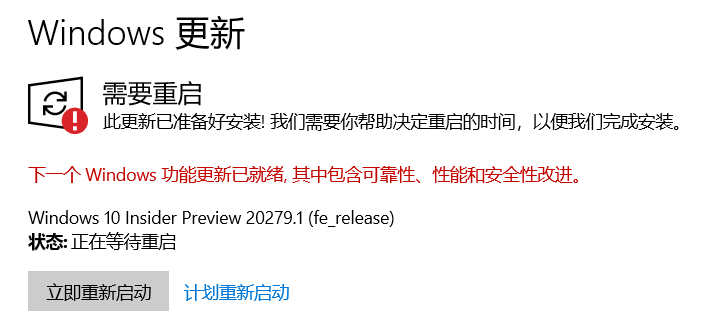 Windows 更新
需要重启
此更新已准备好安装! 我们需要你帮助决定重启的时间，以便我们完成安装。
下一个 Windows 功能更新已就绪, 其中包含可靠性、性能和安全性改进。
Windows 10 Insider Preview 20279.1 (fe_release)
状态: 正在等待重启
立即重新启动 计划重新启动